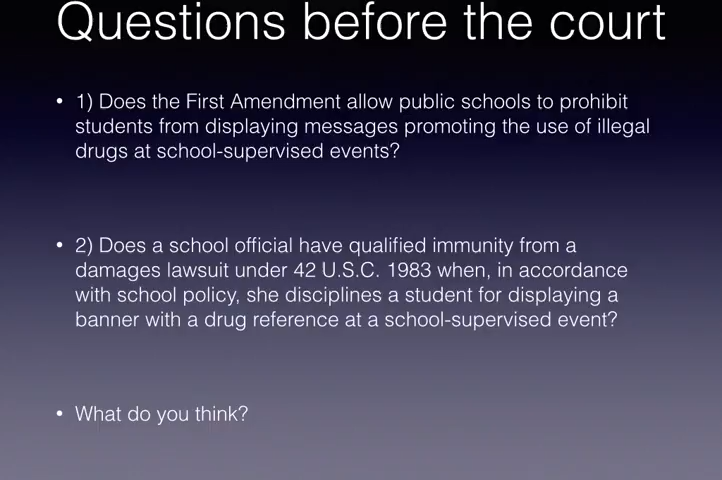 Questions before the court
• 1) Does the First Amendment allow public schools to prohibit
students from displaying messages promoting the use of illegal
drugs at school-supervised events?
• 2) Does a school official have qualified immunity from a
damages lawsuit under 42 U.S.C. 1983 when, in accordance
with school policy, she disciplines a student for displaying a
banner with a drug reference at a school-supervised event?
• What do you think?